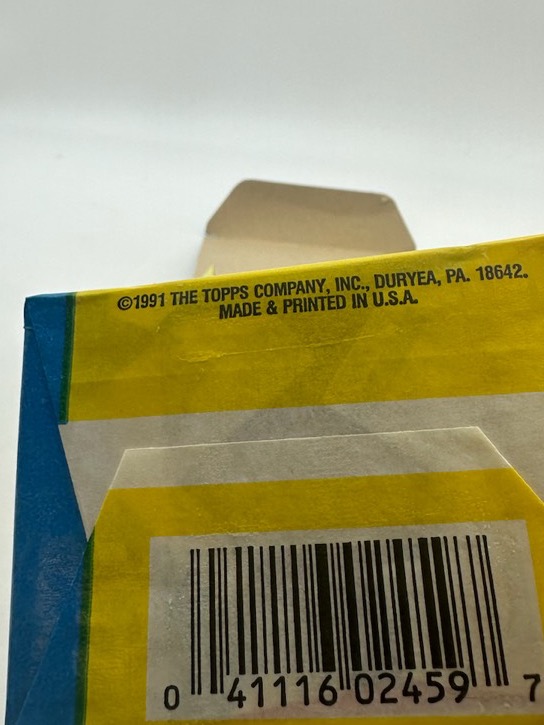 ©1991 THE TOPPS COMPANY, INC., DURYEA, PA. 18642.
MADE & PRINTED IN U.S.A.
0 41116 02459 7